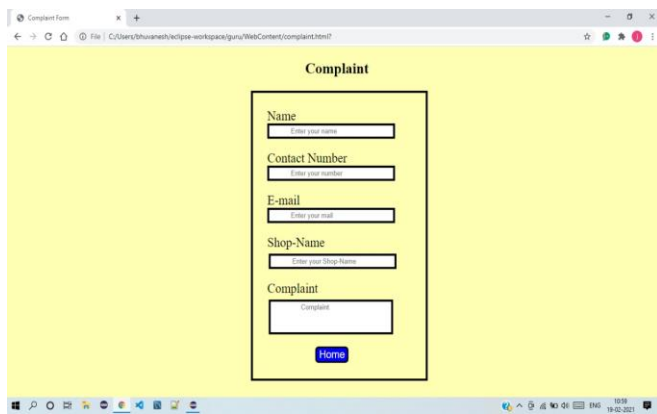 Complaint Form
File | C:/Users/bhuvanesh/eclipse-workspace/guru/WebContent/complaint.html?
Complaint
Name
Enter your name
Contact Number
Enter your number
E-mail
Enter your mail
Shop-Name
Enter your Shop-Name
Complaint
Complaint
Home
ENG
10:59
19-02-2021